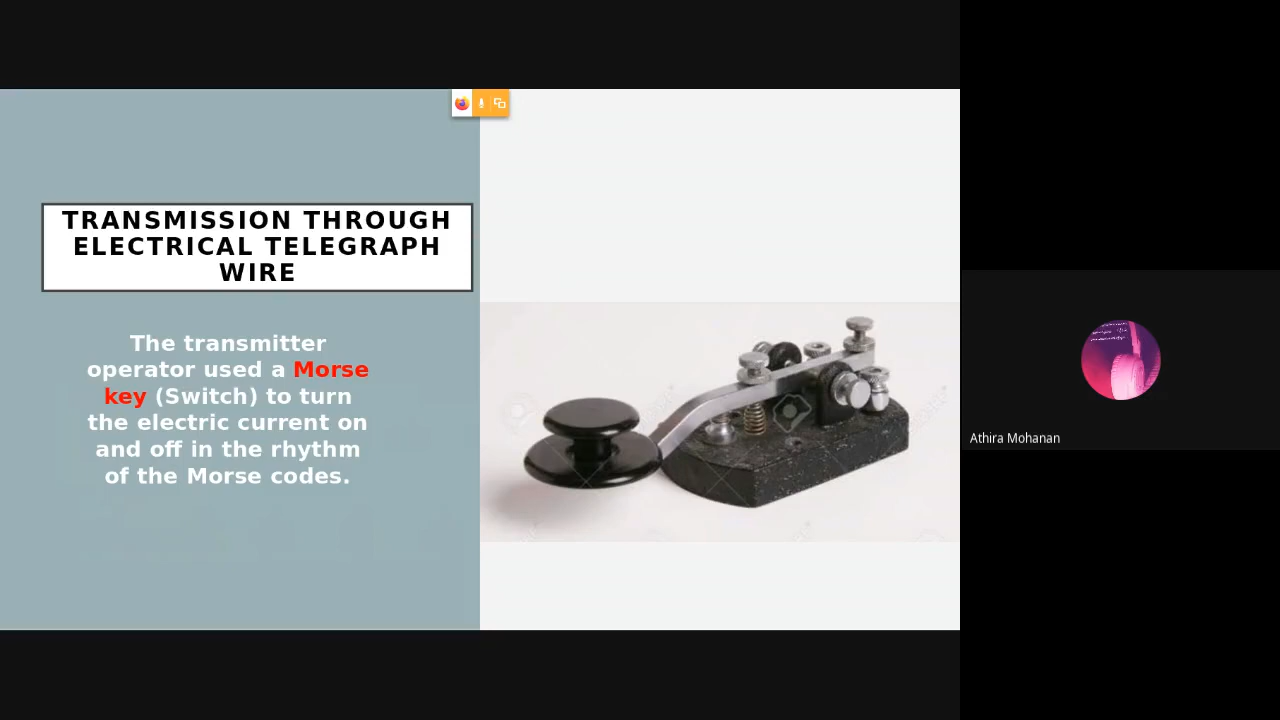 TRANSMISSION THROUGH
ELECTRICAL TELEGRAPH
WIRE
The transmitter
operator used a Morse
key (Switch) to turn
the electric current on
and off in the rhythm
of the Morse codes.
Athira Mohanan